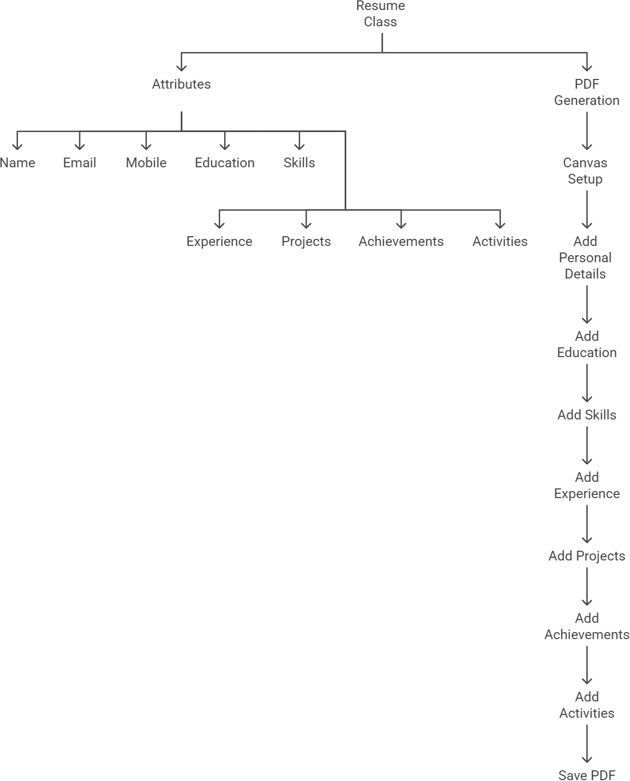 Resume
Class
Attributes
PDF
Generation
Name
Email
Mobile
Education
Skills
Canvas
Setup
Experience
Projects
Achievements
Activities
Add
Personal
Details
Add
Education
Add Skills
Add
Experience
Add Projects
Add
Achievements
Add
Activities
Save PDF